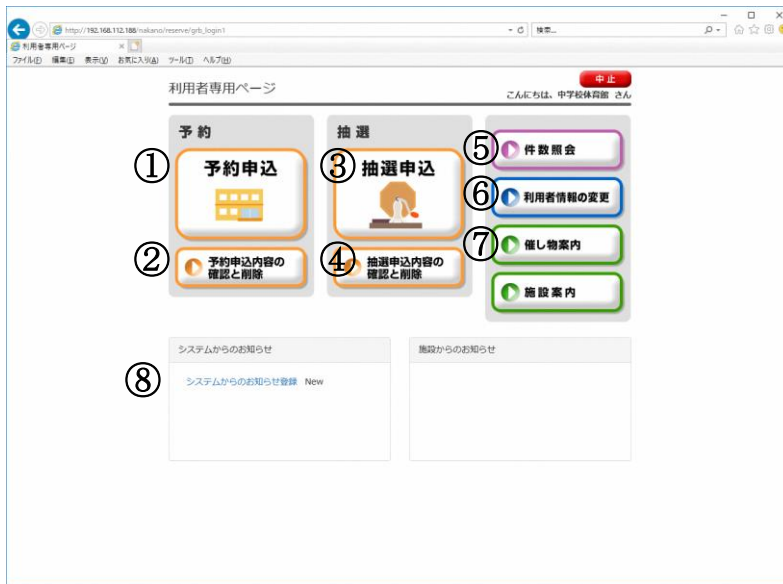 http://192.168.112.188/nakano/reserve/grb_login1
検索...
利用者専用ページ
ファイル(F) 編集(E) 表示(V) お気に入り(A) ツール(T) ヘルプ(H)
利用者専用ページ
中止
こんにちは、中学校体育館 さん
予約
① 予約申込
② 予約申込内容の
確認と削除
抽選
③ 抽選申込
④ 抽選申込内容の
確認と削除
⑤ 件数照会
⑥ 利用者情報の変更
⑦ 催し物案内
施設案内
システムからのお知らせ
⑧ システムからのお知らせ登録 New
施設からのお知らせ